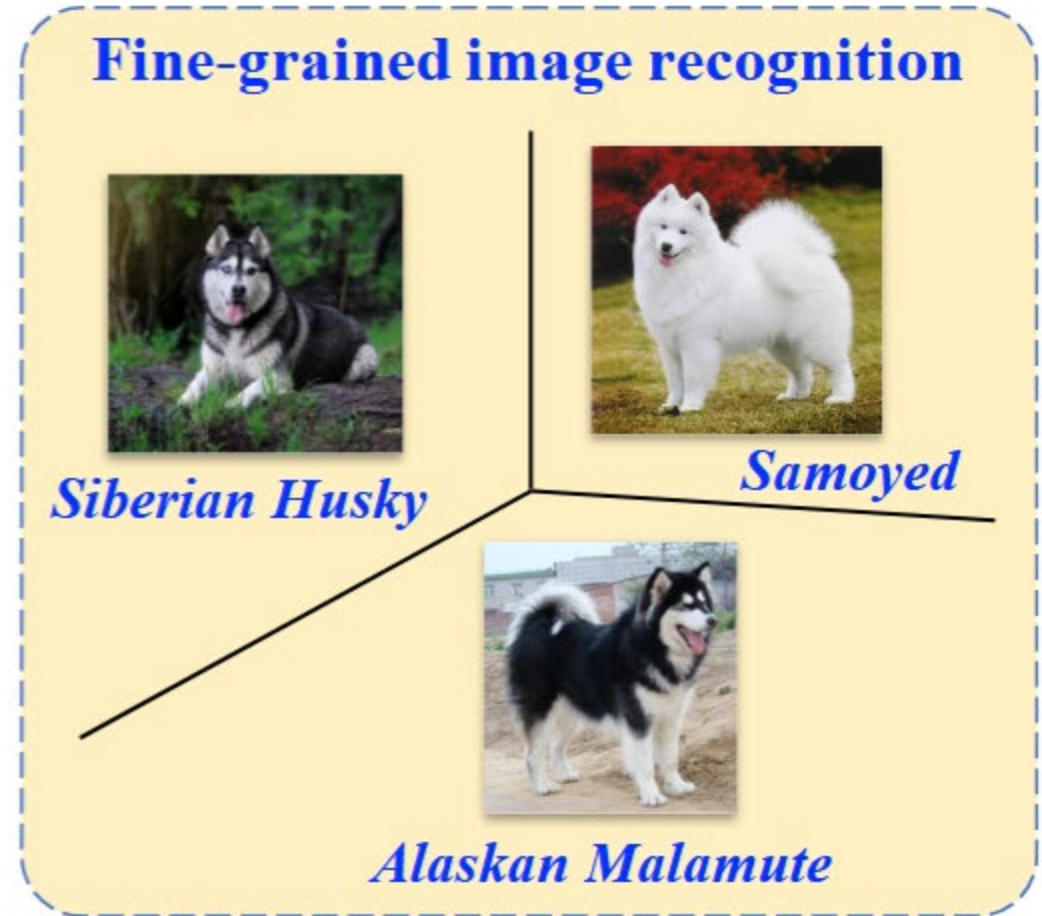 Fine-grained image recognition
Siberian Husky
Samoyed
Alaskan Malamute